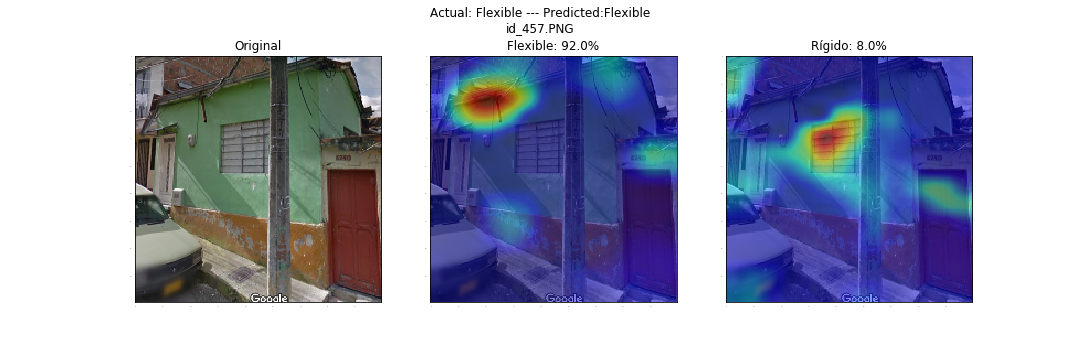 Actual: Flexible --- Predicted:Flexible
id_457.PNG
Original
Flexible: 92.0%
Rígido: 8.0%
Google
Google
Google